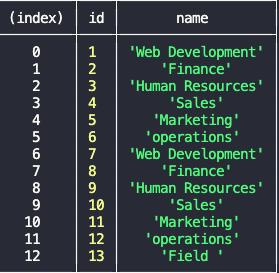 (index) id name
0 1 'Web Development'
1 2 'Finance'
2 3 'Human Resources'
3 4 'Sales'
4 5 'Marketing'
5 6 'operations'
6 7 'Web Development'
7 8 'Finance'
8 9 'Human Resources'
9 10 'Sales'
10 11 'Marketing'
11 12 'operations'
12 13 'Field '